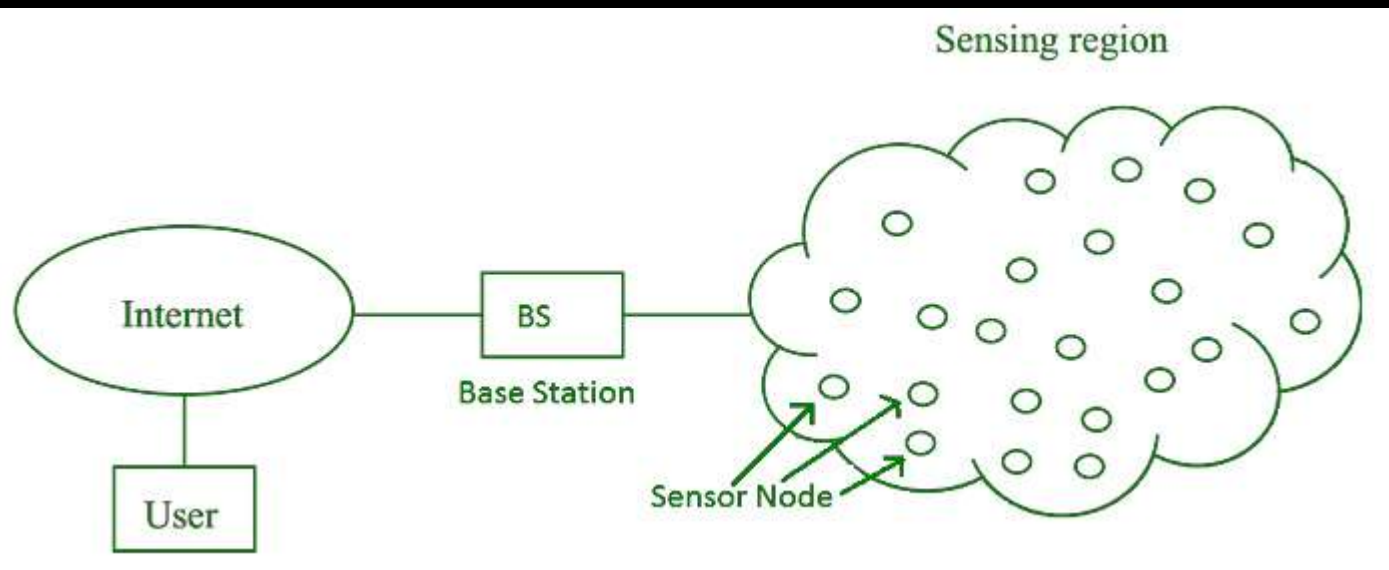 Sensing region
Internet
BS
Base Station
Sensor Node
User